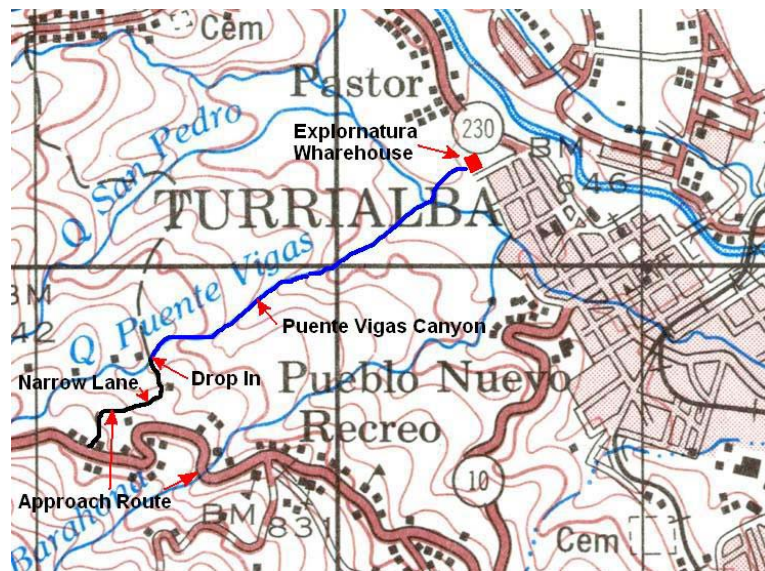 Cem
Pastor
Explornatura
Wharehouse
230
BM
646
Q San Pedro
TURRIALBA
BM
42
Q Puente Vigas
Puente Vigas Canyon
Drop In
Narrow Lane
Pueblo Nuevo
Recreo
Approach Route
10
Barahona
BM
831
Cem